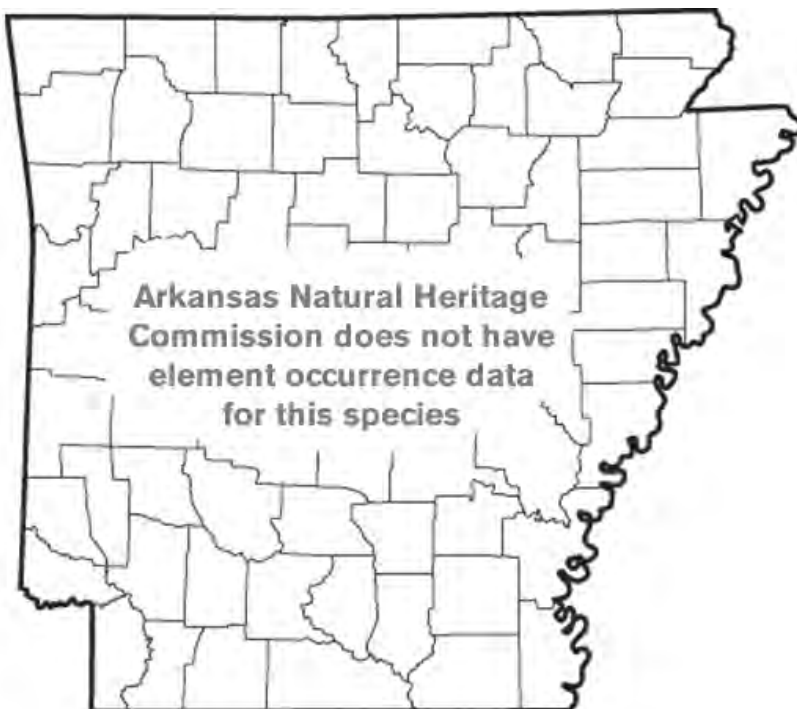 Arkansas Natural Heritage
Commission does not have
element occurrence data
for this species